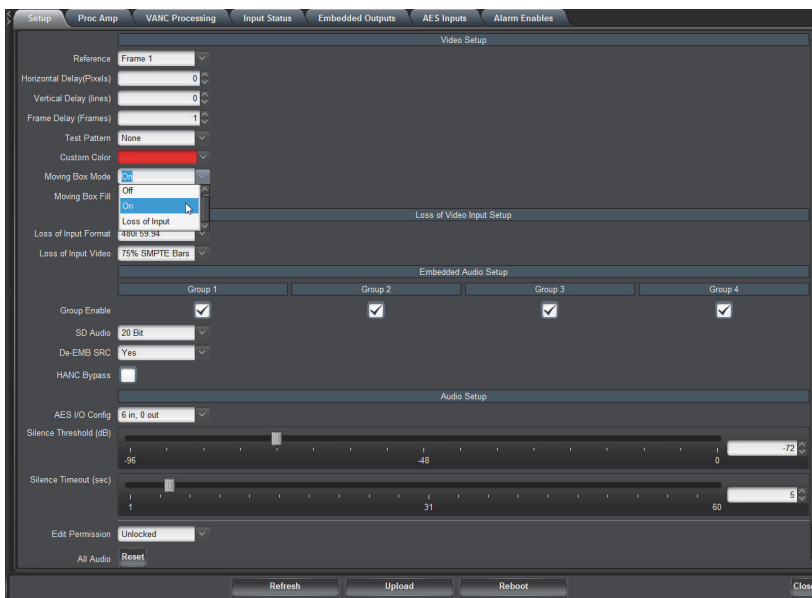 Setup Proc Amp VANC Processing Input Status Embedded Outputs AES Inputs Alarm Enables
Video Setup
Reference Frame 1
Horizontal Delay(Pixels) 0
Vertical Delay (lines) 0
Frame Delay (Frames) 1
Test Pattern None
Custom Color
Moving Box Mode On
Off
Moving Box Fill
On
Loss of Input
Loss of Video Input Setup
Loss of Input Format 480i 59.94
Loss of Input Video 75% SMPTE Bars
Embedded Audio Setup
Group 1 Group 2 Group 3 Group 4
Group Enable
SD Audio 20 Bit
De-EMB SRC Yes
HANC Bypass
Audio Setup
AES I/O Config 6 in, 0 out
Silence Threshold (dB) -72
-96 -48 0
Silence Timeout (sec) 5
1 31 60
Edit Permission Unlocked
All Audio Reset
Refresh Upload Reboot Close